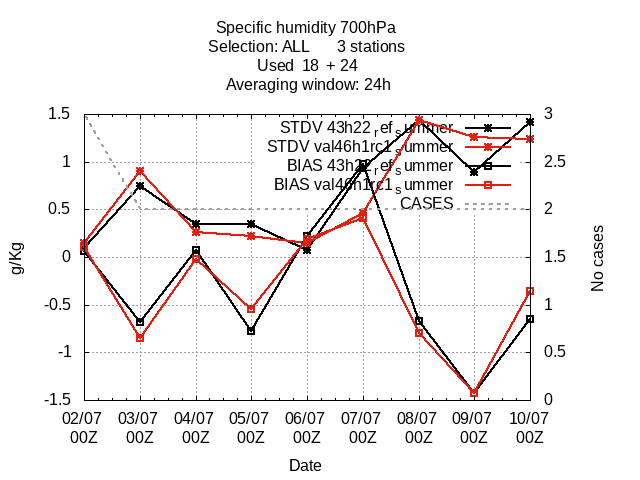 Specific humidity 700hPa
Selection: ALL 3 stations
Used 18 + 24
Averaging window: 24h
1.5
1
0.5
0
-0.5
-1
-1.5
g/Kg
STDV 43h22_ref_summer
STDV val46h1rc1_summer
BIAS 43h22_ref_summer
BIAS val46h1rc1_summer
CASES
3
2.5
2
1.5
1
0.5
0
No cases
02/07 03/07 04/07 05/07 06/07 07/07 08/07 09/07 10/07
00Z 00Z 00Z 00Z 00Z 00Z 00Z 00Z 00Z
Date